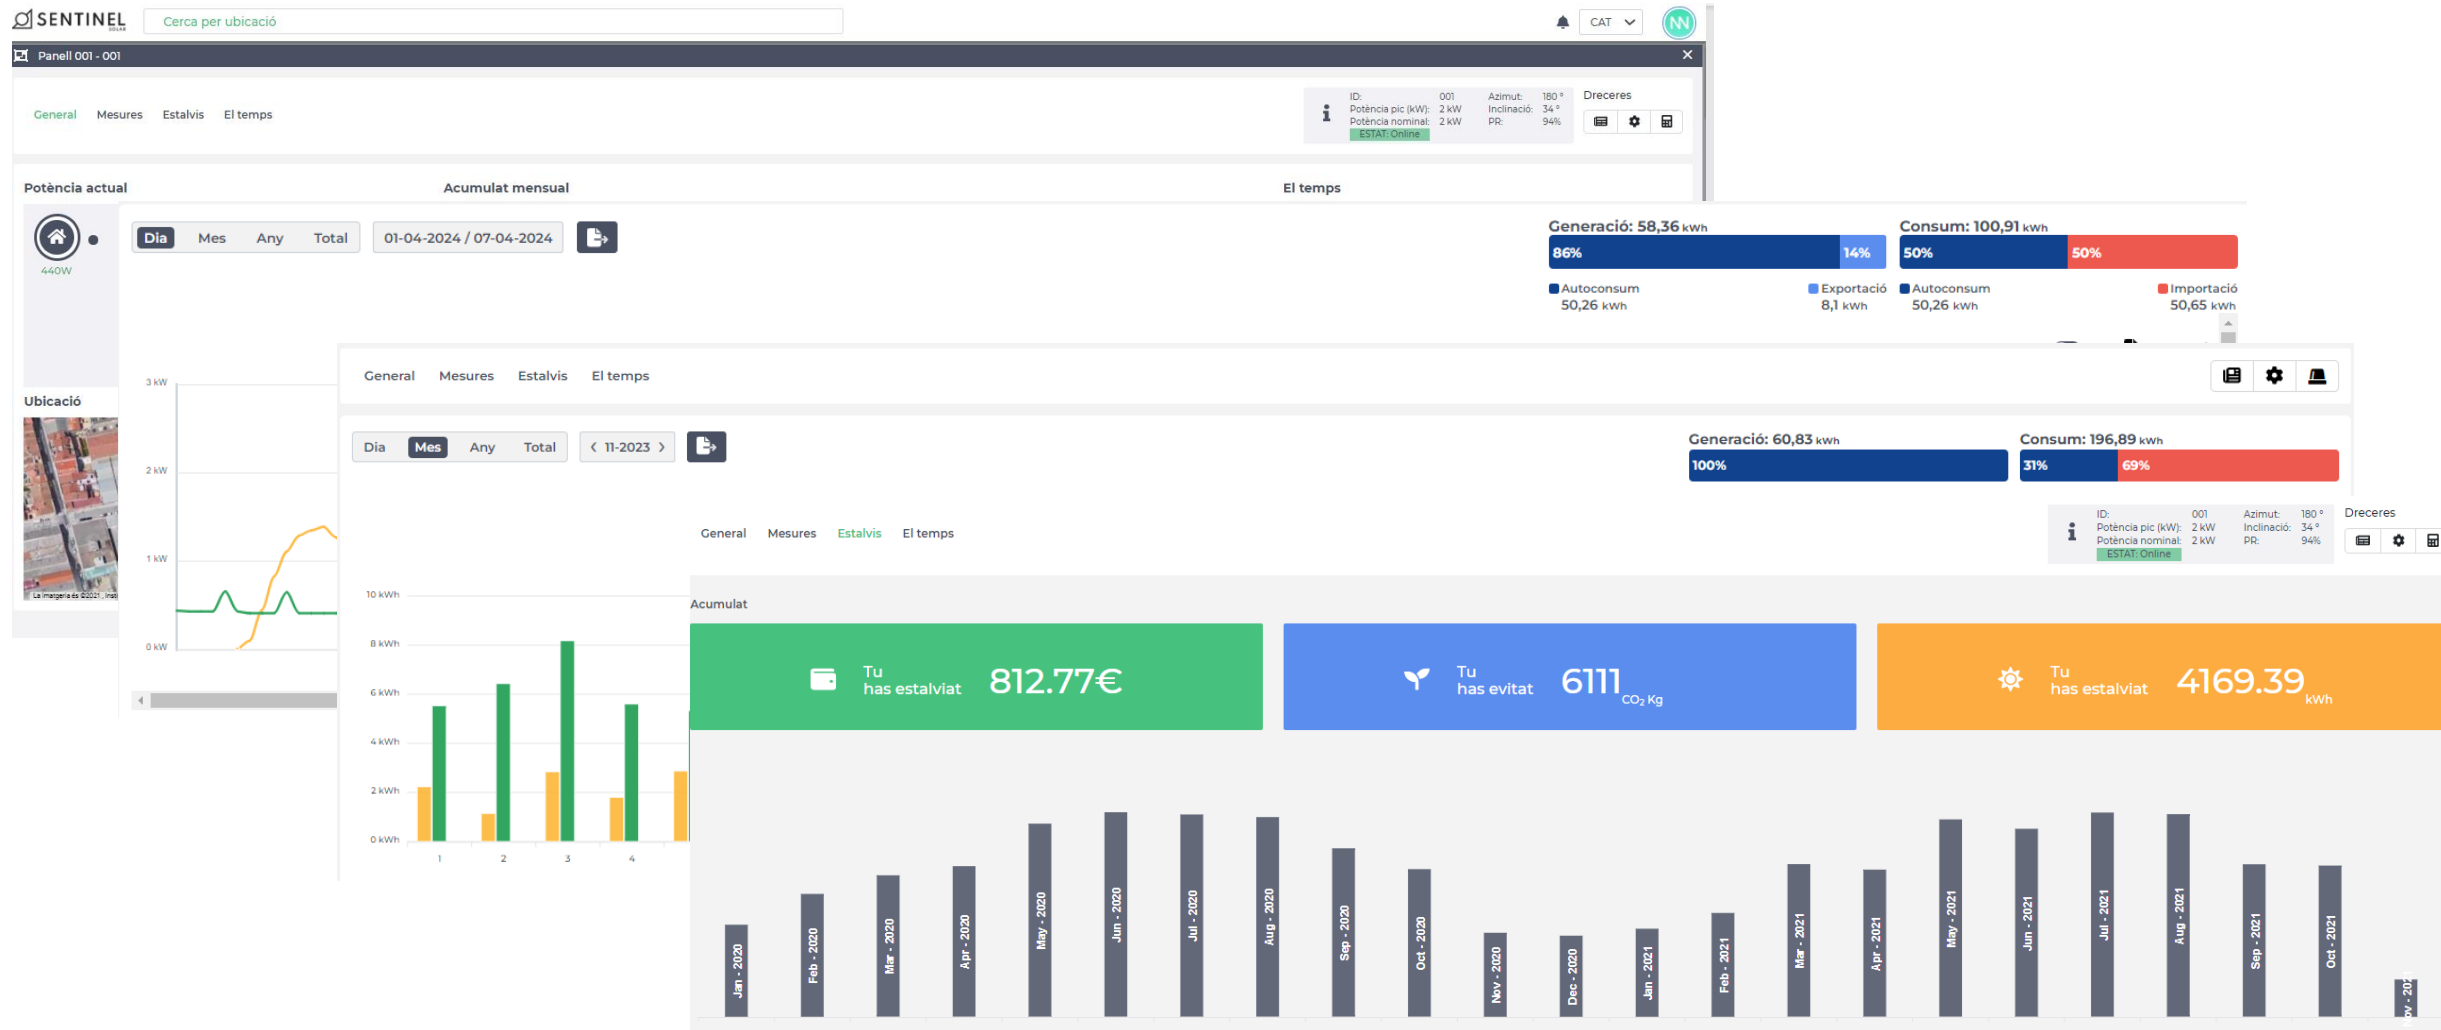 SENTINEL
SOLAR
Cerca per ubicació
CAT
NN
Panell 001 - 001
General Mesures Estalvis El temps
ID: 001 Azimut: 180 °
Potència pic (kW): 2 kW Inclinació: 34 °
Potència nominal: 2 kW PR: 94%
ESTAT: Online
Dreceres
Potència actual Acumulat mensual El temps
440W
Ubicació
La imatgeria és ©2021, Inst
Dia Mes Any Total 01-04-2024 / 07-04-2024
Generació: 58,36 kWh Consum: 100,91 kWh
86% 14% 50% 50%
Autoconsum Exportació Autoconsum Importació
50,26 kWh 8,1 kWh 50,26 kWh 50,65 kWh
3 kW
2 kW
1 kW
0 kW
General Mesures Estalvis El temps
Dia Mes Any Total < 11-2023 >
Generació: 60,83 kWh Consum: 196,89 kWh
100% 31% 69%
10 kWh
8 kWh
6 kWh
4 kWh
2 kWh
0 kWh
1 2 3 4
General Mesures Estalvis El temps
ID: 001 Azimut: 180 °
Potència pic (kW): 2 kW Inclinació: 34 °
Potència nominal: 2 kW PR: 94%
ESTAT: Online
Dreceres
Acumulat
Tu
has estalviat 812.77€
Tu
has evitat 6111 CO₂ Kg
Tu
has estalviat 4169.39 kWh
Jan - 2020
Feb - 2020
Mar - 2020
Apr - 2020
May - 2020
Jun - 2020
Jul - 2020
Aug - 2020
Sep - 2020
Oct - 2020
Nov - 2020
Dec - 2020
Jan - 2021
Feb - 2021
Mar - 2021
Apr - 2021
May - 2021
Jun - 2021
Jul - 2021
Aug - 2021
Sep - 2021
Oct - 2021
Nov - 2021